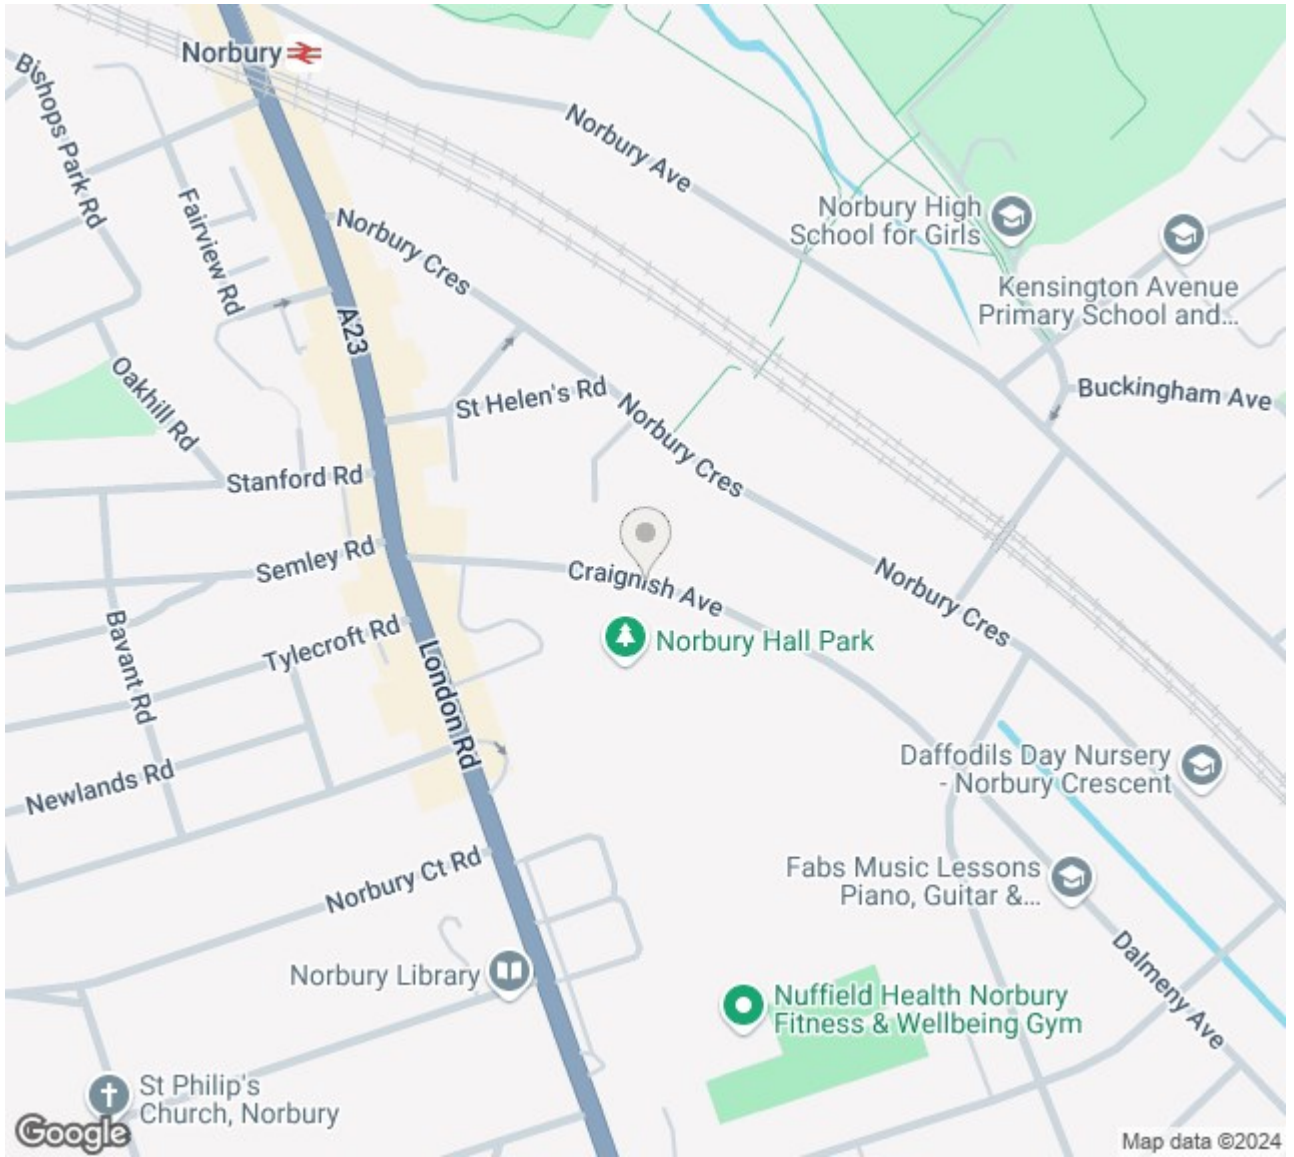 Norbury
Bishops Park Rd
Norbury Ave
Fairview Rd
Norbury Cres
Norbury High
School for Girls
Kensington Avenue
Primary School and...
A23
Oakhill Rd
St Helen's Rd
Buckingham Ave
Norbury Cres
Stanford Rd
Semley Rd
Craignish Ave
Norbury Cres
Bavant Rd
Tylecroft Rd
Norbury Hall Park
London Rd
Newlands Rd
Daffodils Day Nursery
- Norbury Crescent
Norbury Ct Rd
Fabs Music Lessons
Piano, Guitar &...
Norbury Library
Dalmeny Ave
Nuffield Health Norbury
Fitness & Wellbeing Gym
St Philip's
Church, Norbury
Google
Map data ©2024